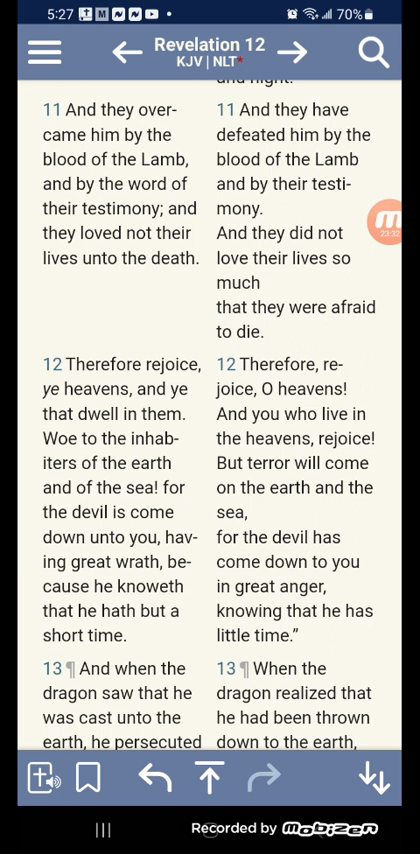 5:27
70%
Revelation 12
KJV | NLT*
and night.
11 And they over-
came him by the
blood of the Lamb,
and by the word of
their testimony; and
they loved not their
lives unto the death.
11 And they have
defeated him by the
blood of the Lamb
and by their testi-
mony.
And they did not
love their lives so
much
that they were afraid
to die.
23:32
12 Therefore rejoice,
ye heavens, and ye
that dwell in them.
Woe to the inhab-
iters of the earth
and of the sea! for
the devil is come
down unto you, hav-
ing great wrath, be-
cause he knoweth
that he hath but a
short time.
12 Therefore, re-
joice, O heavens!
And you who live in
the heavens, rejoice!
But terror will come
on the earth and the
sea,
for the devil has
come down to you
in great anger,
knowing that he has
little time.”
13 ¶ And when the
dragon saw that he
was cast unto the
earth, he persecuted
13 ¶ When the
dragon realized that
he had been thrown
down to the earth,
Recorded by Mobizen